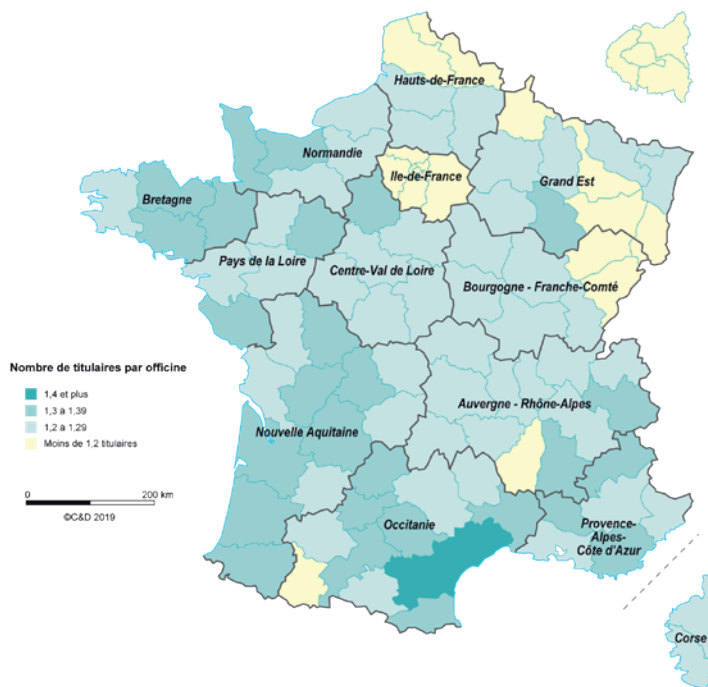 Hauts-de-France
Normandie
Ile-de-France
Grand Est
Bretagne
Pays de la Loire
Centre-Val de Loire
Bourgogne - Franche-Comté
Nombre de titulaires par officine
1,4 et plus
1,3 à 1,39
1,2 à 1,29
Moins de 1,2 titulaires
Auvergne - Rhône-Alpes
Nouvelle Aquitaine
0
200 km
©C&D 2019
Occitanie
Provence-
Alpes-
Côte d'Azur
Corse